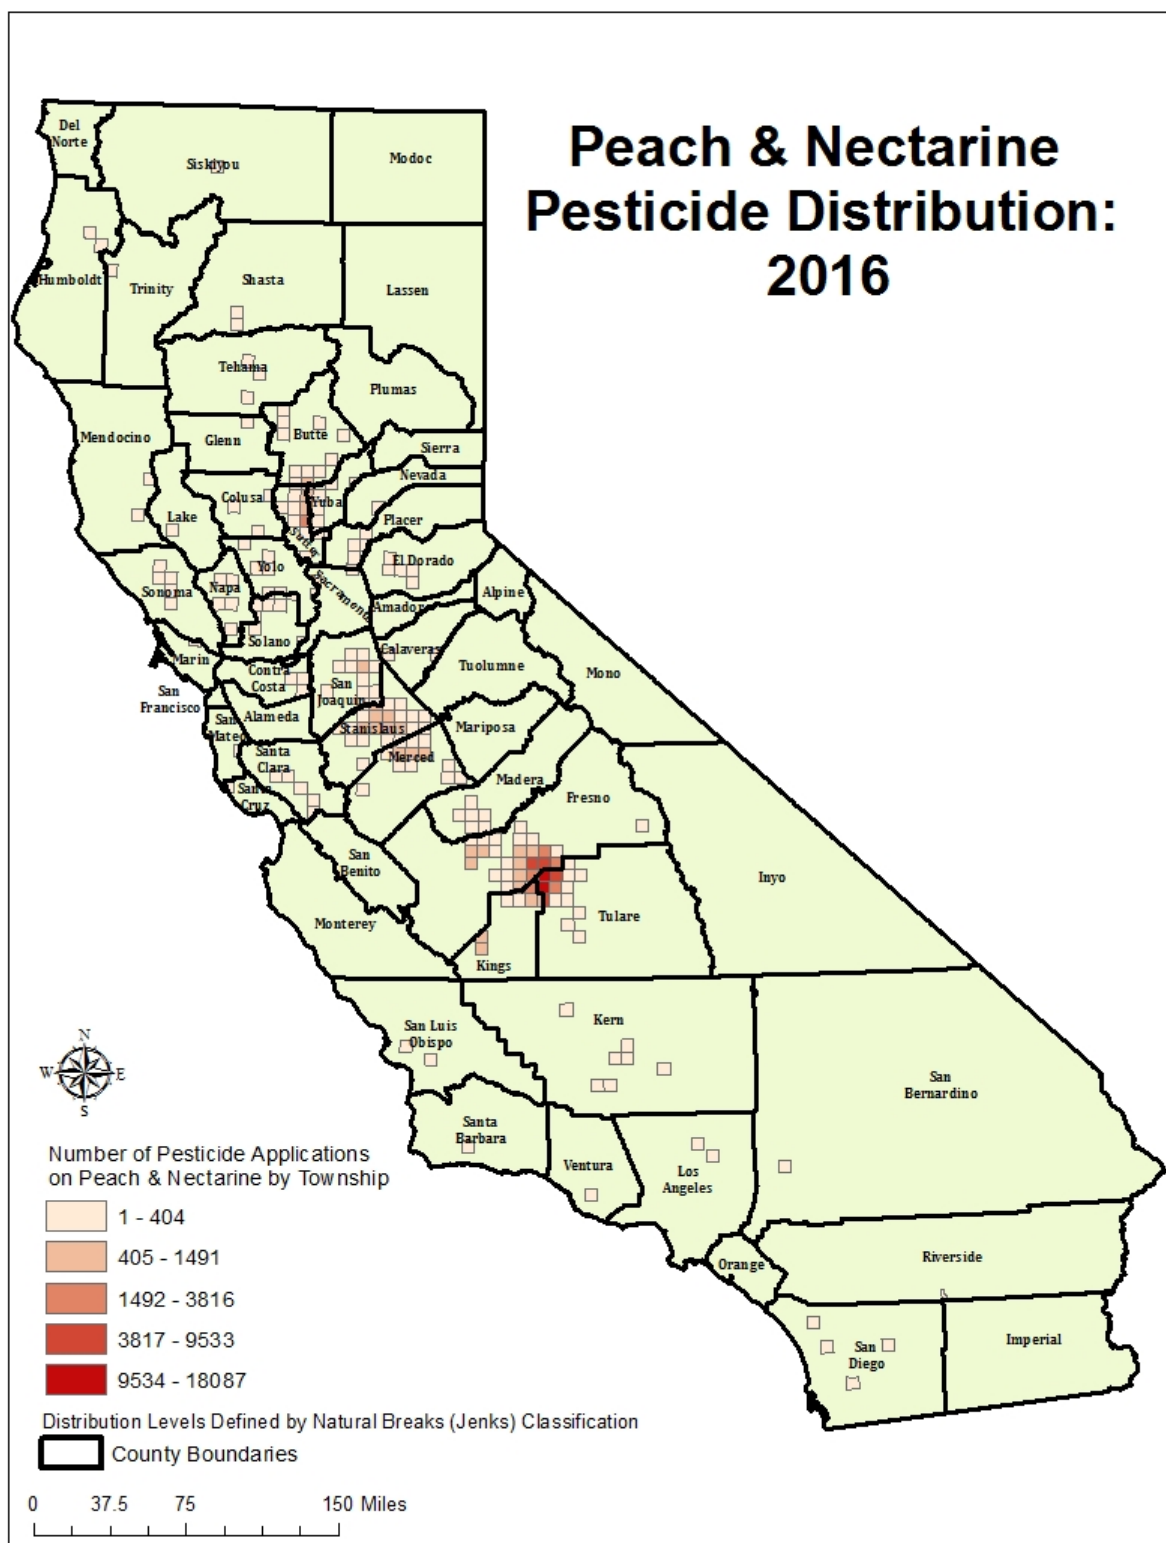 Peach & Nectarine
Pesticide Distribution:
2016
Del
Norte
Siskiyou
Modoc
Humboldt
Trinity
Shasta
Lassen
Tehama
Plumas
Mendocino
Glenn
Butte
Sierra
Nevada
Colusa
Yuba
Lake
Placer
Sutter
Yolo
El Dorado
Sonoma
Napa
Sacramento
Amador
Alpine
Solano
Calaveras
Marin
Tuolumne
Mono
Contra
Costa
San
Joaquin
San
Francisco
Alameda
San
Mateo
Stanislaus
Mariposa
Merced
Santa
Clara
Madera
Santa
Cruz
Fresno
San
Benito
Inyo
Monterey
Tulare
Kings
San Luis
Obispo
Kern
San
Bernardino
Santa
Barbara
Ventura
Los
Angeles
Orange
Riverside
San
Diego
Imperial
N
W E
S
Number of Pesticide Applications
on Peach & Nectarine by Township
1 - 404
405 - 1491
1492 - 3816
3817 - 9533
9534 - 18087
Distribution Levels Defined by Natural Breaks (Jenks) Classification
County Boundaries
0 37.5 75 150 Miles